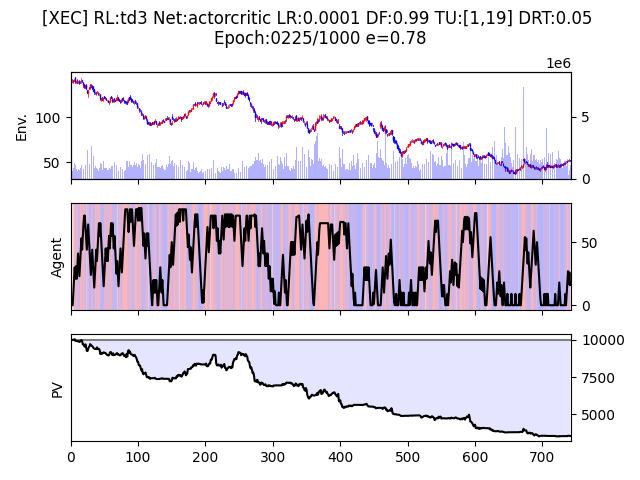 [XEC] RL:td3 Net:actorcritic LR:0.0001 DF:0.99 TU:[1,19] DRT:0.05
Epoch:0225/1000 e=0.78
1e6
Env.
100
50
5
0
Agent
50
0
PV
10000
7500
5000
0 100 200 300 400 500 600 700